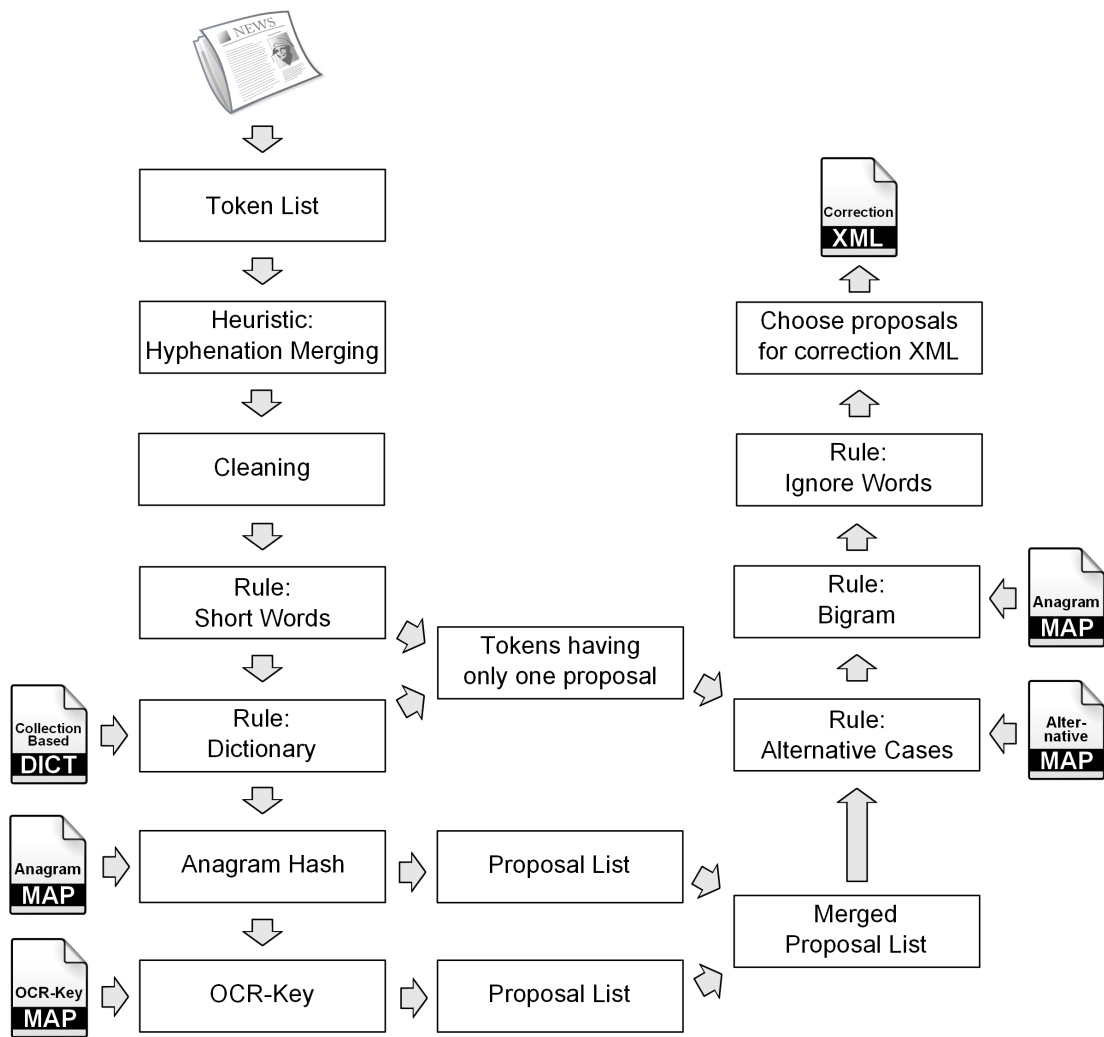 NEWS
Token List
Heuristic:
Hyphenation Merging
Cleaning
Rule:
Short Words
Collection
Based
DICT
Rule:
Dictionary
Tokens having
only one proposal
Anagram
MAP
Anagram Hash
Proposal List
OCR-Key
MAP
OCR-Key
Proposal List
Merged
Proposal List
Rule:
Alternative Cases
Alter-
native
MAP
Rule:
Bigram
Anagram
MAP
Rule:
Ignore Words
Choose proposals
for correction XML
Correction
XML